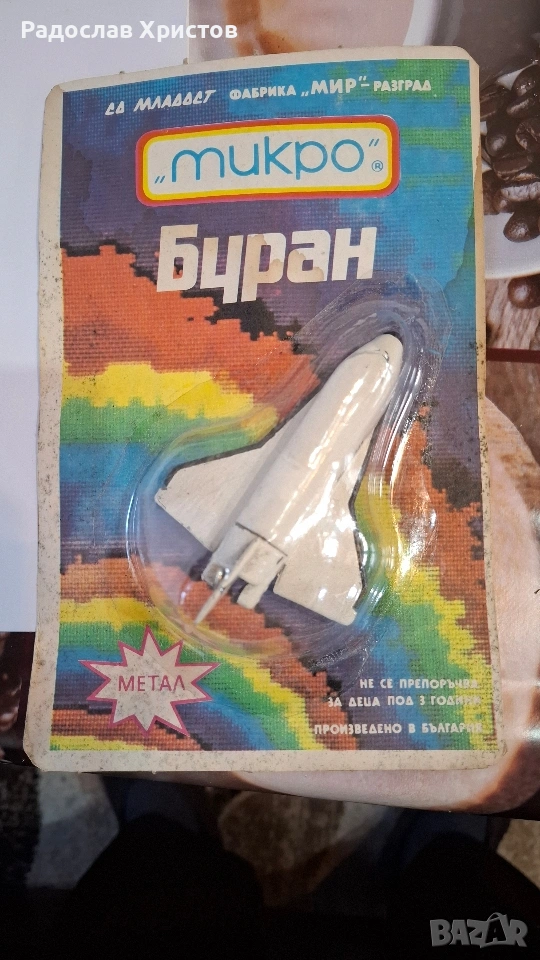 Радослав Христов
СД МЛАДОСТ ФАБРИКА „МИР"-РАЗГРАД
„микро"®
Буран
МЕТАЛ
НЕ СЕ ПРЕПОРЪЧВА
ЗА ДЕЦА ПОД 3 ГОДИНИ
ПРОИЗВЕДЕНО В БЪЛГАРИЯ
BAZAR